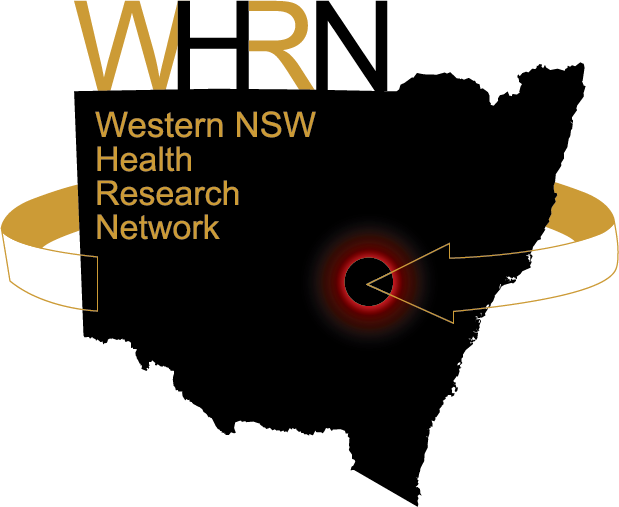 WHRN
Western NSW
Health
Research
Network